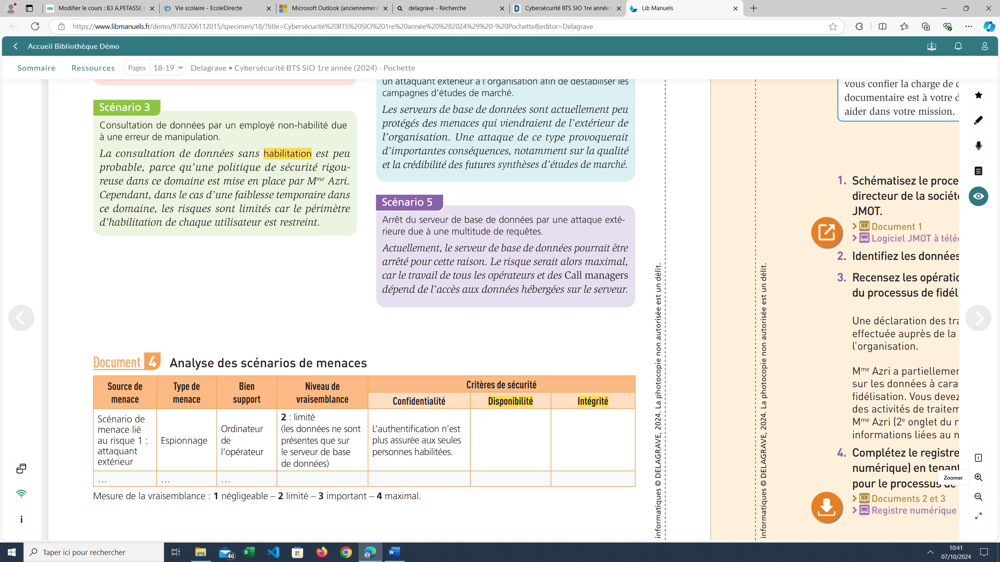 Modifier le cours : B3 A.PETASSE |
Vie scolaire - EcoleDirecte
Microsoft Outlook (anciennement
delagrave - Recherche
Cybersécurité BTS SIO 1re année (
Lib Manuels
https://www.libmanuels.fr/demo/9782206112015/specimen/18/?title=Cybersécurité%20BTS%20SIO%201re%20année%20%282024%29%20-%20Pochette&editor=Delagrave
Accueil Bibliothèque Démo
Sommaire
Ressources
Pages 18-19
Delagrave • Cybersécurité BTS SIO 1re année (2024) - Pochette
Scénario 3
Consultation de données par un employé non-habilité due
à une erreur de manipulation.
La consultation de données sans habilitation est peu
probable, parce qu’une politique de sécurité rigou-
reuse dans ce domaine est mise en place par Mme Azri.
Cependant, dans le cas d’une faiblesse temporaire dans
ce domaine, les risques sont limités car le périmètre
d’habilitation de chaque utilisateur est restreint.
un attaquant extérieur à l’organisation afin de déstabiliser les
campagnes d’études de marché.
Les serveurs de base de données sont actuellement peu
protégés des menaces qui viendraient de l’extérieur de
l’organisation. Une attaque de ce type provoquerait
d’importantes conséquences, notamment sur la qualité
et la crédibilité des futures synthèses d’études de marché.
Scénario 5
Arrêt du serveur de base de données par une attaque exté-
rieure due à une multitude de requêtes.
Actuellement, le serveur de base de données pourrait être
arrêté pour cette raison. Le risque serait alors maximal,
car le travail de tous les opérateurs et des Call managers
dépend de l’accès aux données hébergées sur le serveur.
Document 4 Analyse des scénarios de menaces
Source de
menace
Type de
menace
Bien
support
Niveau de
vraisemblance
Critères de sécurité
Confidentialité
Disponibilité
Intégrité
Scénario de
menace lié
au risque 1 :
attaquant
extérieur
Espionnage
Ordinateur
de
l’opérateur
2 : limité
(les données ne sont
présentes que sur
le serveur de base
de données)
L’authentification n’est
plus assurée aux seules
personnes habilitées.
…
…
…
Mesure de la vraisemblance : 1 négligeable – 2 limité – 3 important – 4 maximal.
informatiques © DELAGRAVE, 2024. La photocopie non autorisée est un délit.
informatiques © DELAGRAVE, 2024. La photocopie non autorisée est un délit.
vous confier la charge de
documentaire est à votre
aider dans votre mission.
1. Schématisez le proce
directeur de la société
JMOT.
Document 1
Logiciel JMOT à télé
2. Identifiez les données
3. Recensez les opératio
du processus de fidéli
Une déclaration des tra
effectuée auprès de la
l’organisation.
Mme Azri a partiellemer
sur les données à cara
fidélisation. Vous devez
des activités de traitem
Mme Azri (2e onglet du r
informations liées au n
4. Complétez le registre
numérique) en tenant
pour le processus de
Documents 2 et 3
Registre numérique
1
Zoomer
i
Taper ici pour rechercher
46
10:41
07/10/2024